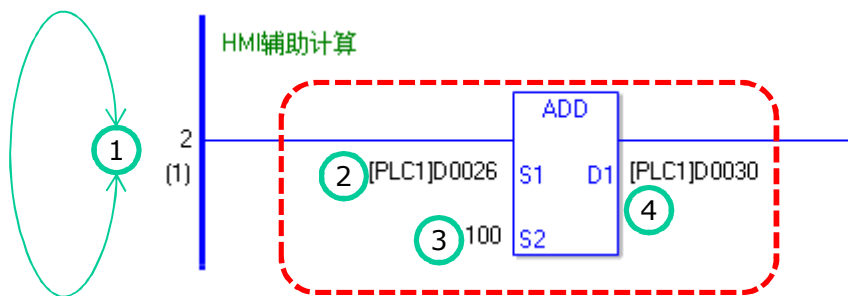 HMI辅助计算
ADD
1
2
(1)
2 [PLC1]D0026 S1 D1 [PLC1]D0030
4
3 100 S2